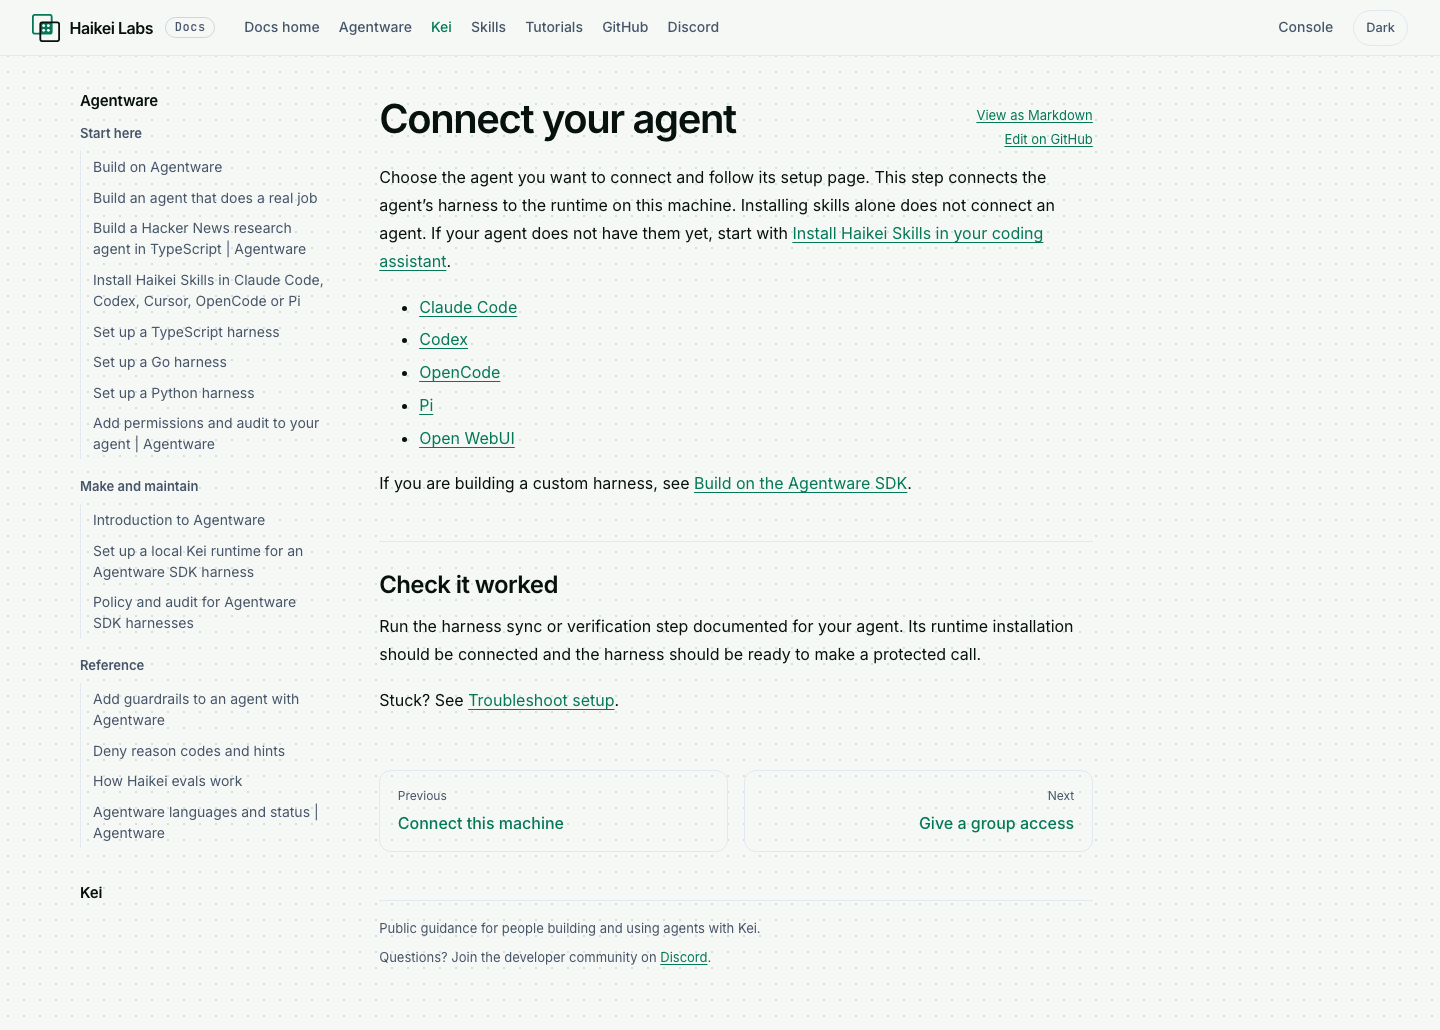 Haikei Labs
Docs
Docs home
Agentware
Kei
Skills
Tutorials
GitHub
Discord
Console
Dark
Agentware
Start here
Build on Agentware
Build an agent that does a real job
Build a Hacker News research
agent in TypeScript | Agentware
Install Haikei Skills in Claude Code,
Codex, Cursor, OpenCode or Pi
Set up a TypeScript harness
Set up a Go harness
Set up a Python harness
Add permissions and audit to your
agent | Agentware
Make and maintain
Introduction to Agentware
Set up a local Kei runtime for an
Agentware SDK harness
Policy and audit for Agentware
SDK harnesses
Reference
Add guardrails to an agent with
Agentware
Deny reason codes and hints
How Haikei evals work
Agentware languages and status |
Agentware
Kei
Connect your agent
View as Markdown
Edit on GitHub
Choose the agent you want to connect and follow its setup page. This step connects the
agent’s harness to the runtime on this machine. Installing skills alone does not connect an
agent. If your agent does not have them yet, start with Install Haikei Skills in your coding
assistant.
Claude Code
Codex
OpenCode
Pi
Open WebUI
If you are building a custom harness, see Build on the Agentware SDK.
Check it worked
Run the harness sync or verification step documented for your agent. Its runtime installation
should be connected and the harness should be ready to make a protected call.
Stuck? See Troubleshoot setup.
Previous
Connect this machine
Next
Give a group access
Public guidance for people building and using agents with Kei.
Questions? Join the developer community on Discord.